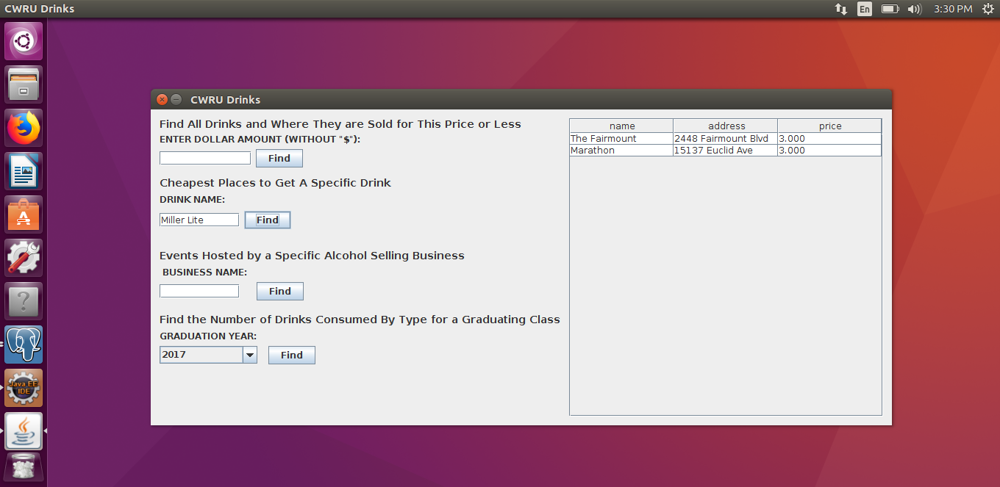 CWRU Drinks
En
3:30 PM
CWRU Drinks
Find All Drinks and Where They are Sold for This Price or Less
ENTER DOLLAR AMOUNT (WITHOUT "$"):
Find
Cheapest Places to Get A Specific Drink
DRINK NAME:
Miller Lite Find
Events Hosted by a Specific Alcohol Selling Business
BUSINESS NAME:
Find
Find the Number of Drinks Consumed By Type for a Graduating Class
GRADUATION YEAR:
2017 Find
name address price
The Fairmount 2448 Fairmount Blvd 3.000
Marathon 15137 Euclid Ave 3.000
A
?
Java EE
IDE